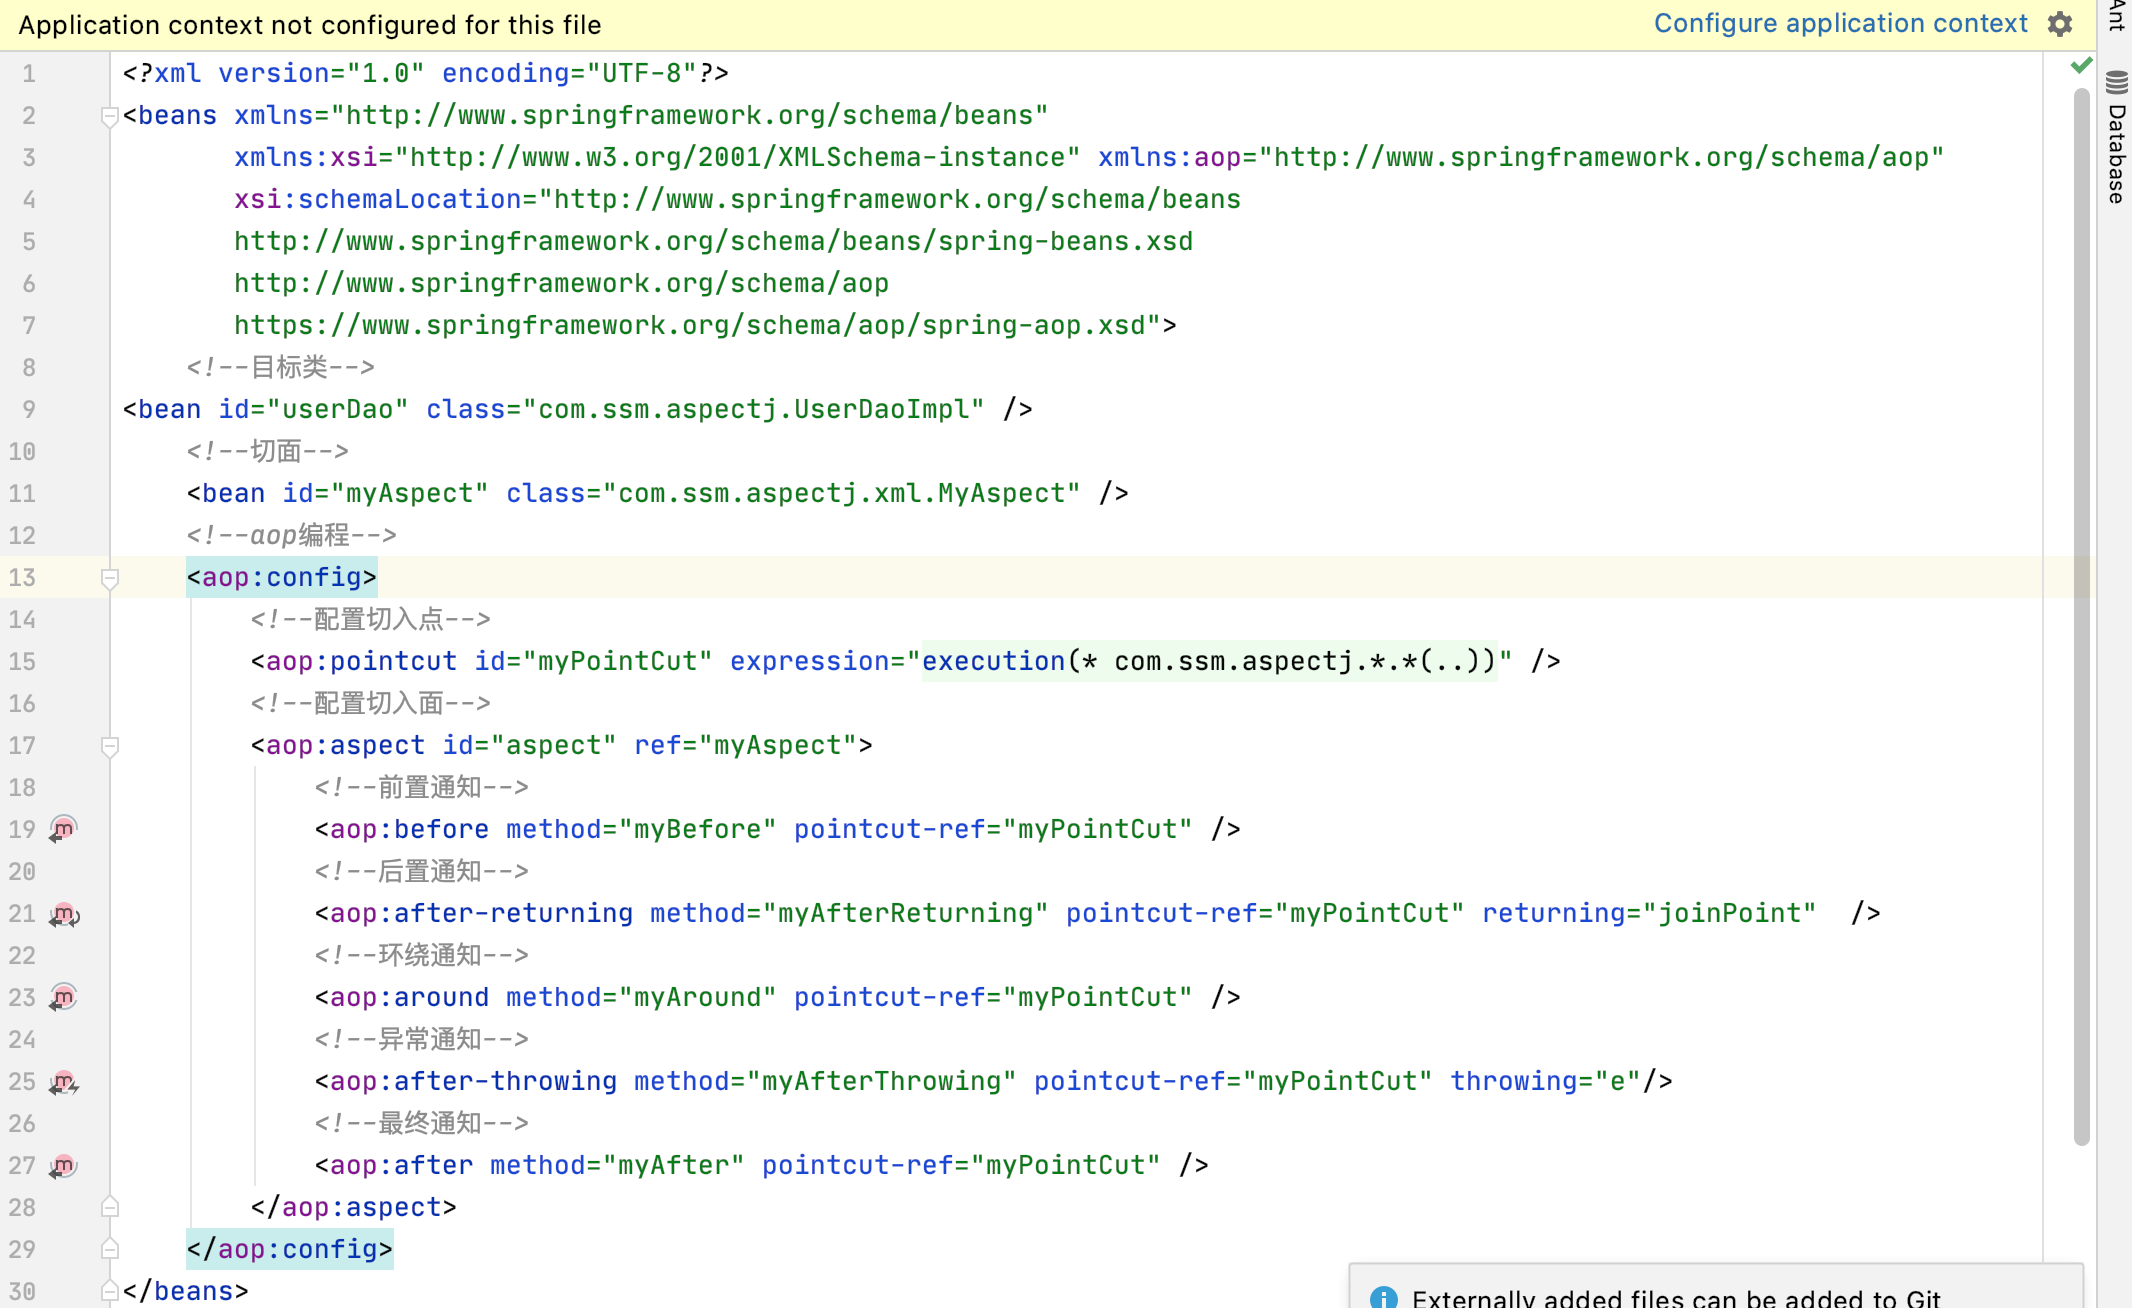 Application context not configured for this file
Configure application context
Ant
Database
1 <?xml version="1.0" encoding="UTF-8"?>
2 <beans xmlns="http://www.springframework.org/schema/beans"
3 xmlns:xsi="http://www.w3.org/2001/XMLSchema-instance" xmlns:aop="http://www.springframework.org/schema/aop"
4 xsi:schemaLocation="http://www.springframework.org/schema/beans
5 http://www.springframework.org/schema/beans/spring-beans.xsd
6 http://www.springframework.org/schema/aop
7 https://www.springframework.org/schema/aop/spring-aop.xsd">
8 <!--目标类-->
9 <bean id="userDao" class="com.ssm.aspectj.UserDaoImpl" />
10 <!--切面-->
11 <bean id="myAspect" class="com.ssm.aspectj.xml.MyAspect" />
12 <!--aop编程-->
13 <aop:config>
14 <!--配置切入点-->
15 <aop:pointcut id="myPointCut" expression="execution(* com.ssm.aspectj.*.*(..))" />
16 <!--配置切入面-->
17 <aop:aspect id="aspect" ref="myAspect">
18 <!--前置通知-->
19 <aop:before method="myBefore" pointcut-ref="myPointCut" />
20 <!--后置通知-->
21 <aop:after-returning method="myAfterReturning" pointcut-ref="myPointCut" returning="joinPoint"  />
22 <!--环绕通知-->
23 <aop:around method="myAround" pointcut-ref="myPointCut" />
24 <!--异常通知-->
25 <aop:after-throwing method="myAfterThrowing" pointcut-ref="myPointCut" throwing="e"/>
26 <!--最终通知-->
27 <aop:after method="myAfter" pointcut-ref="myPointCut" />
28 </aop:aspect>
29 </aop:config>
30 </beans>
Externally added files can be added to Git